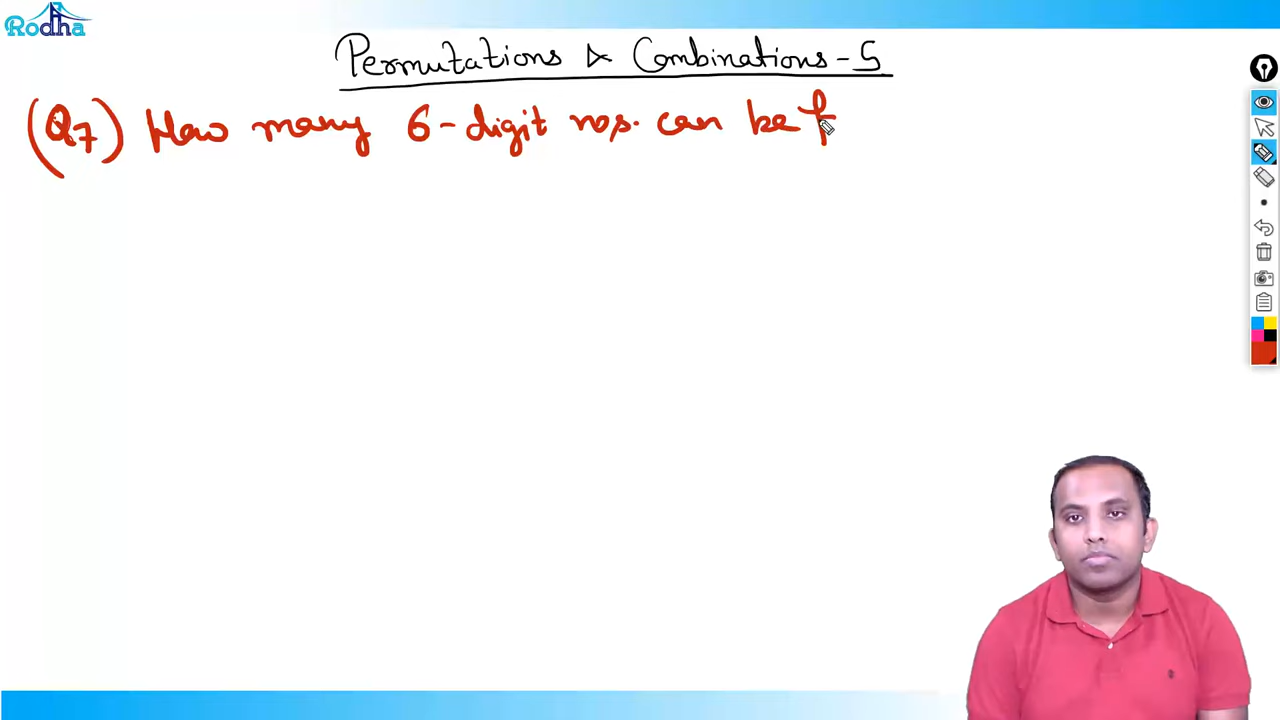 Rodha
Permutations & Combinations - 5
(Q7) How many 6-digit nos. can be f